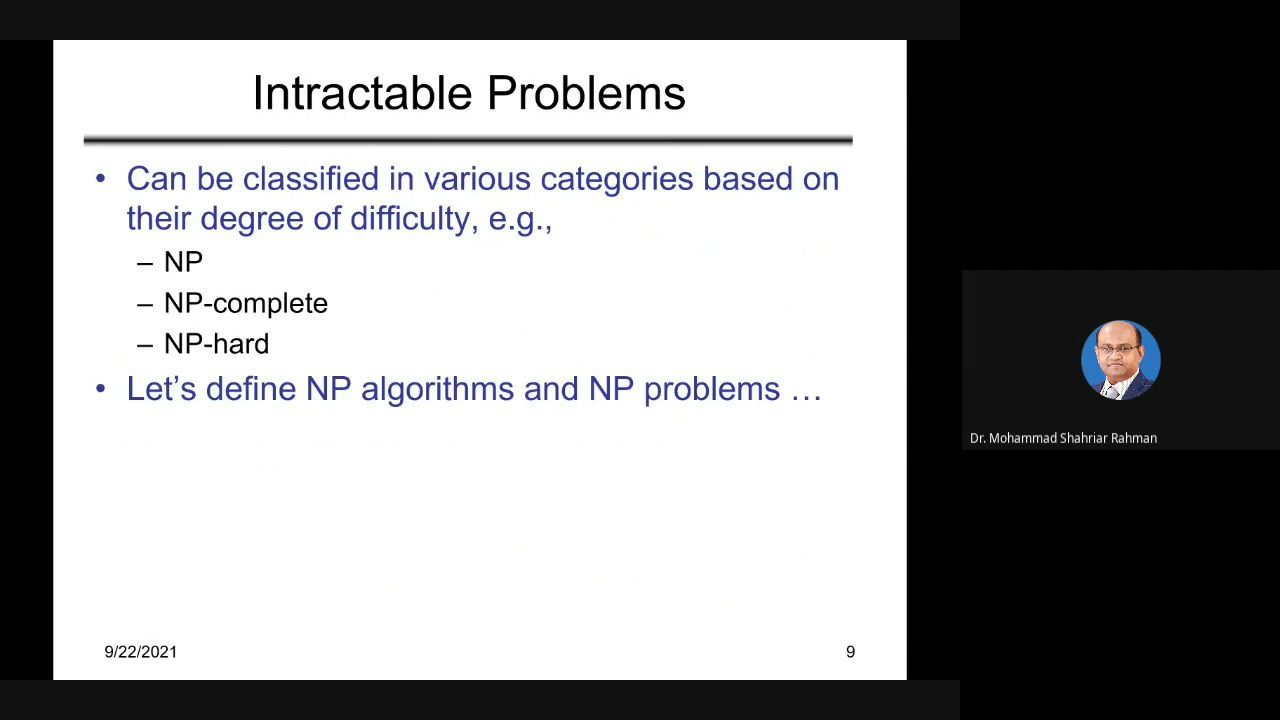 Intractable Problems
• Can be classified in various categories based on
their degree of difficulty, e.g.,
– NP
– NP-complete
– NP-hard
• Let’s define NP algorithms and NP problems …
9/22/2021
9
Dr. Mohammad Shahriar Rahman